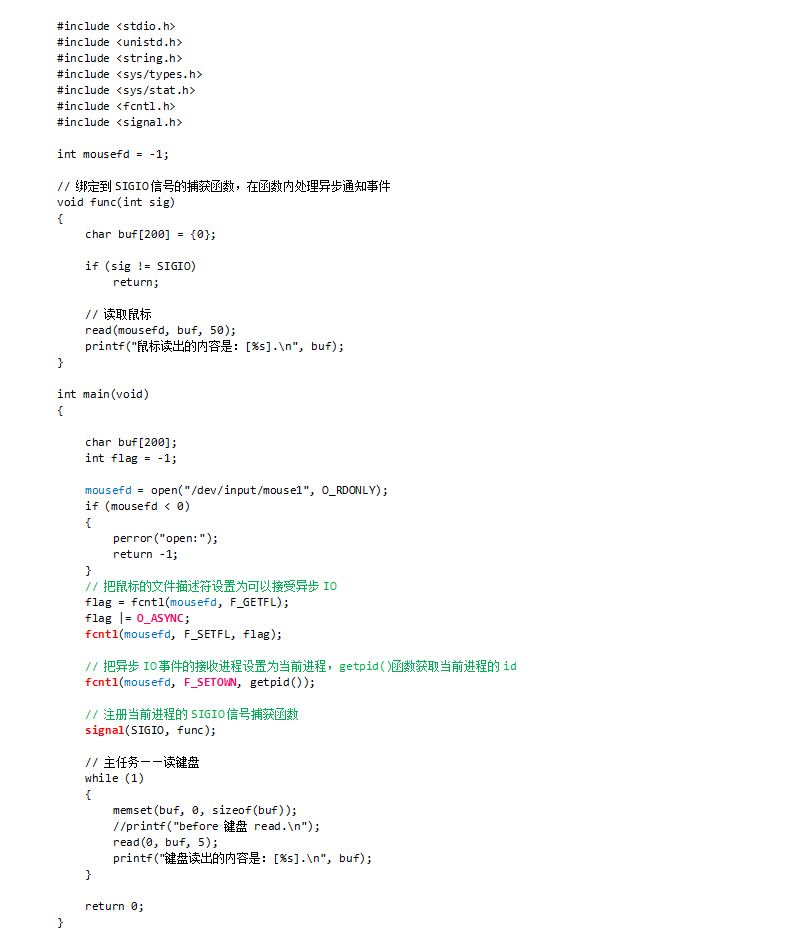 #include <stdio.h>
#include <unistd.h>
#include <string.h>
#include <sys/types.h>
#include <sys/stat.h>
#include <fcntl.h>
#include <signal.h>
int mousefd = -1;
// 绑定到 SIGIO信号的捕获函数，在函数内处理异步通知事件
void func(int sig)
{
char buf[200] = {0};
if (sig != SIGIO)
return;
// 读取鼠标
read(mousefd, buf, 50);
printf("鼠标读出的内容是：[%s].\n", buf);
}
int main(void)
{
char buf[200];
int flag = -1;
mousefd = open("/dev/input/mouse1", O_RDONLY);
if (mousefd < 0)
{
perror("open:");
return -1;
}
// 把鼠标的文件描述符设置为可以接受异步 IO
flag = fcntl(mousefd, F_GETFL);
flag |= O_ASYNC;
fcntl(mousefd, F_SETFL, flag);
// 把异步 IO事件的接收进程设置为当前进程，getpid()函数获取当前进程的 id
fcntl(mousefd, F_SETOWN, getpid());
// 注册当前进程的 SIGIO信号捕获函数
signal(SIGIO, func);
// 主任务——读键盘
while (1)
{
memset(buf, 0, sizeof(buf));
//printf("before 键盘 read.\n");
read(0, buf, 5);
printf("键盘读出的内容是：[%s].\n", buf);
}
return 0;
}